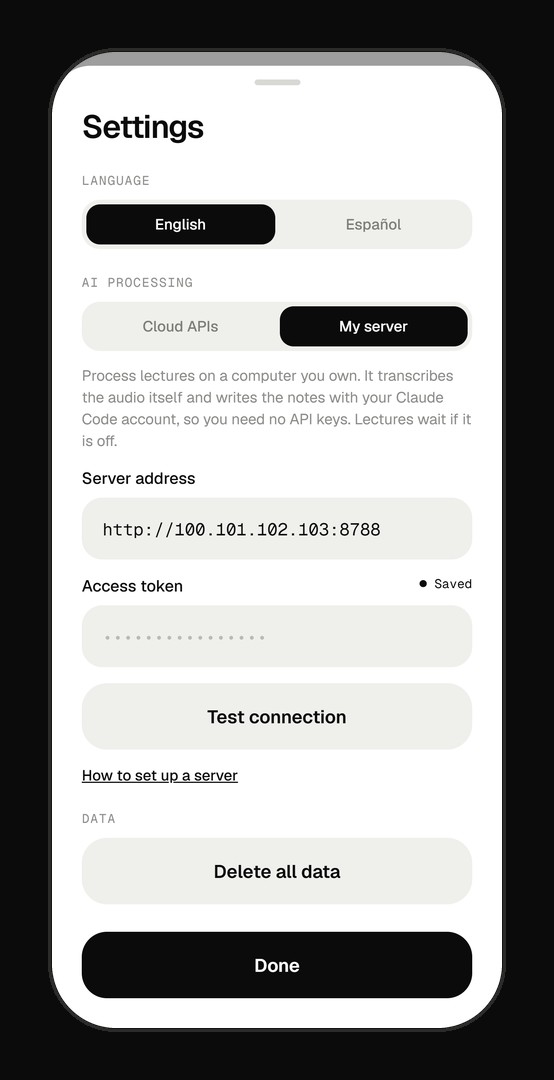 Settings
LANGUAGE
English
Español
AI PROCESSING
Cloud APIs
My server
Process lectures on a computer you own. It transcribes
the audio itself and writes the notes with your Claude
Code account, so you need no API keys. Lectures wait if it
is off.
Server address
http://100.101.102.103:8788
Access token
Saved
••••••••••••••••
Test connection
How to set up a server
DATA
Delete all data
Done